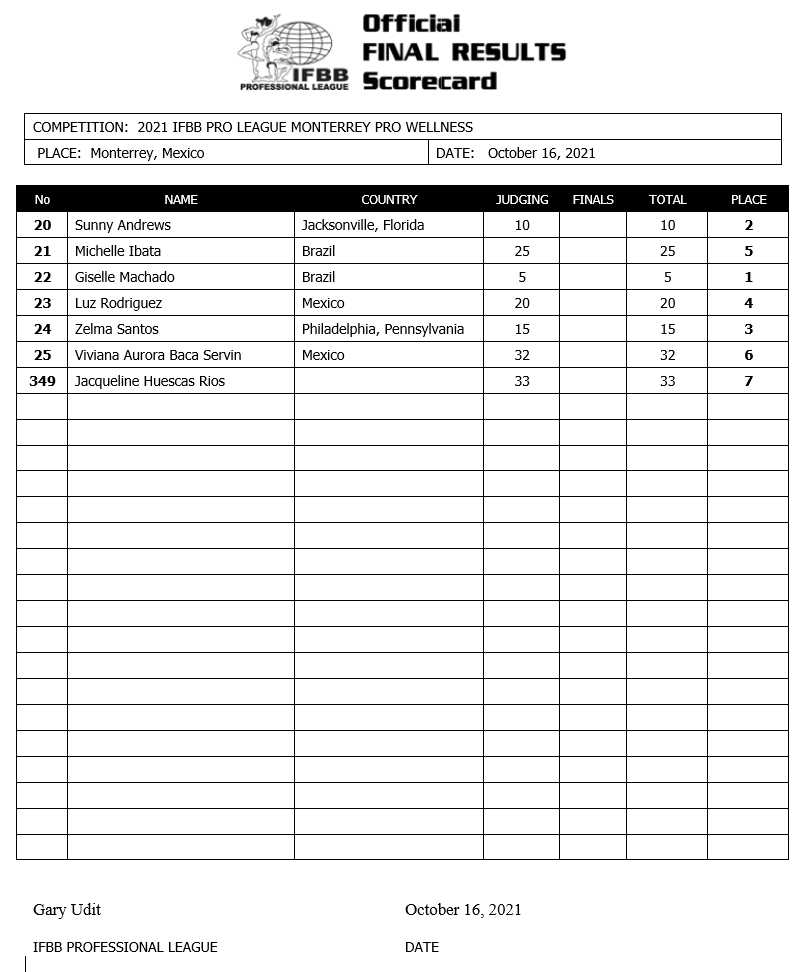 Official
FINAL RESULTS
Scorecard
IFBB
PROFESSIONAL LEAGUE
COMPETITION: 2021 IFBB PRO LEAGUE MONTERREY PRO WELLNESS
PLACE: Monterrey, Mexico DATE: October 16, 2021
No NAME COUNTRY JUDGING FINALS TOTAL PLACE
20 Sunny Andrews Jacksonville, Florida 10 10 2
21 Michelle Ibata Brazil 25 25 5
22 Giselle Machado Brazil 5 5 1
23 Luz Rodriguez Mexico 20 20 4
24 Zelma Santos Philadelphia, Pennsylvania 15 15 3
25 Viviana Aurora Baca Servin Mexico 32 32 6
349 Jacqueline Huescas Rios 33 33 7
Gary Udit October 16, 2021
IFBB PROFESSIONAL LEAGUE DATE